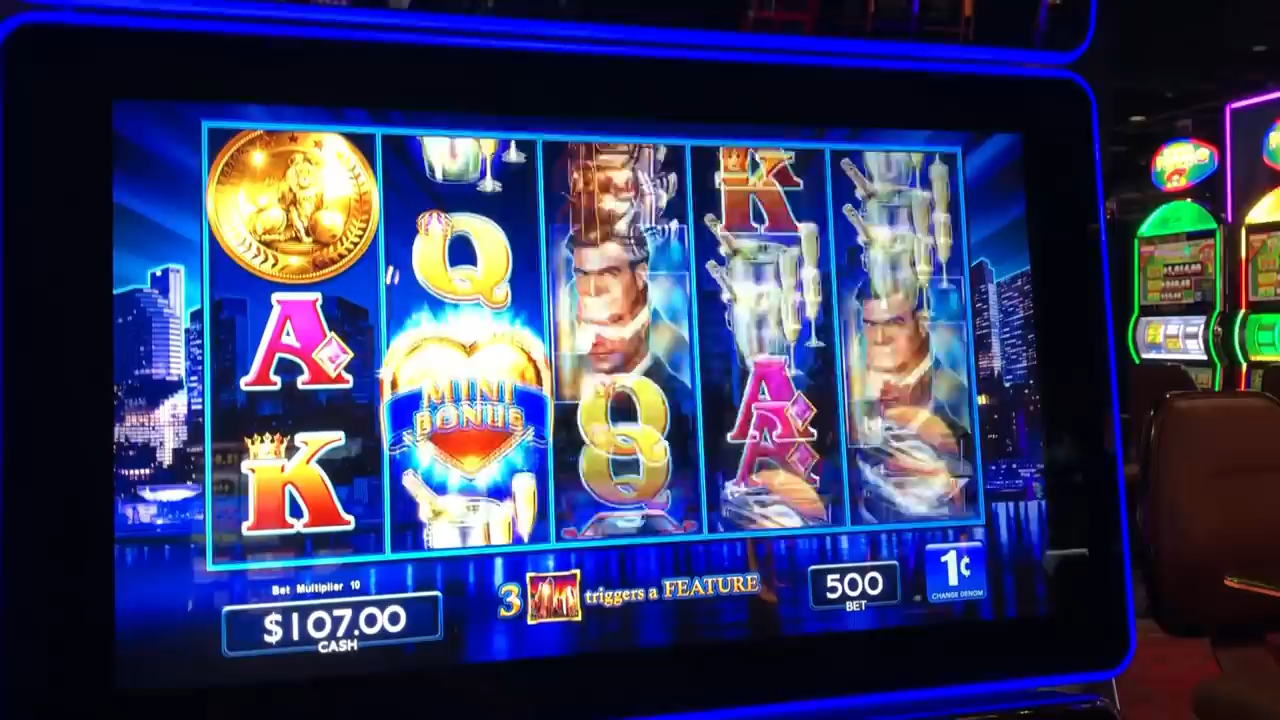 K
Q
A
MINI
BONUS
Q
Q
A
A
K
Bet Multiplier 10
$107.00
CASH
3 triggers a FEATURE
500
BET
1¢
CHANGE DENOM